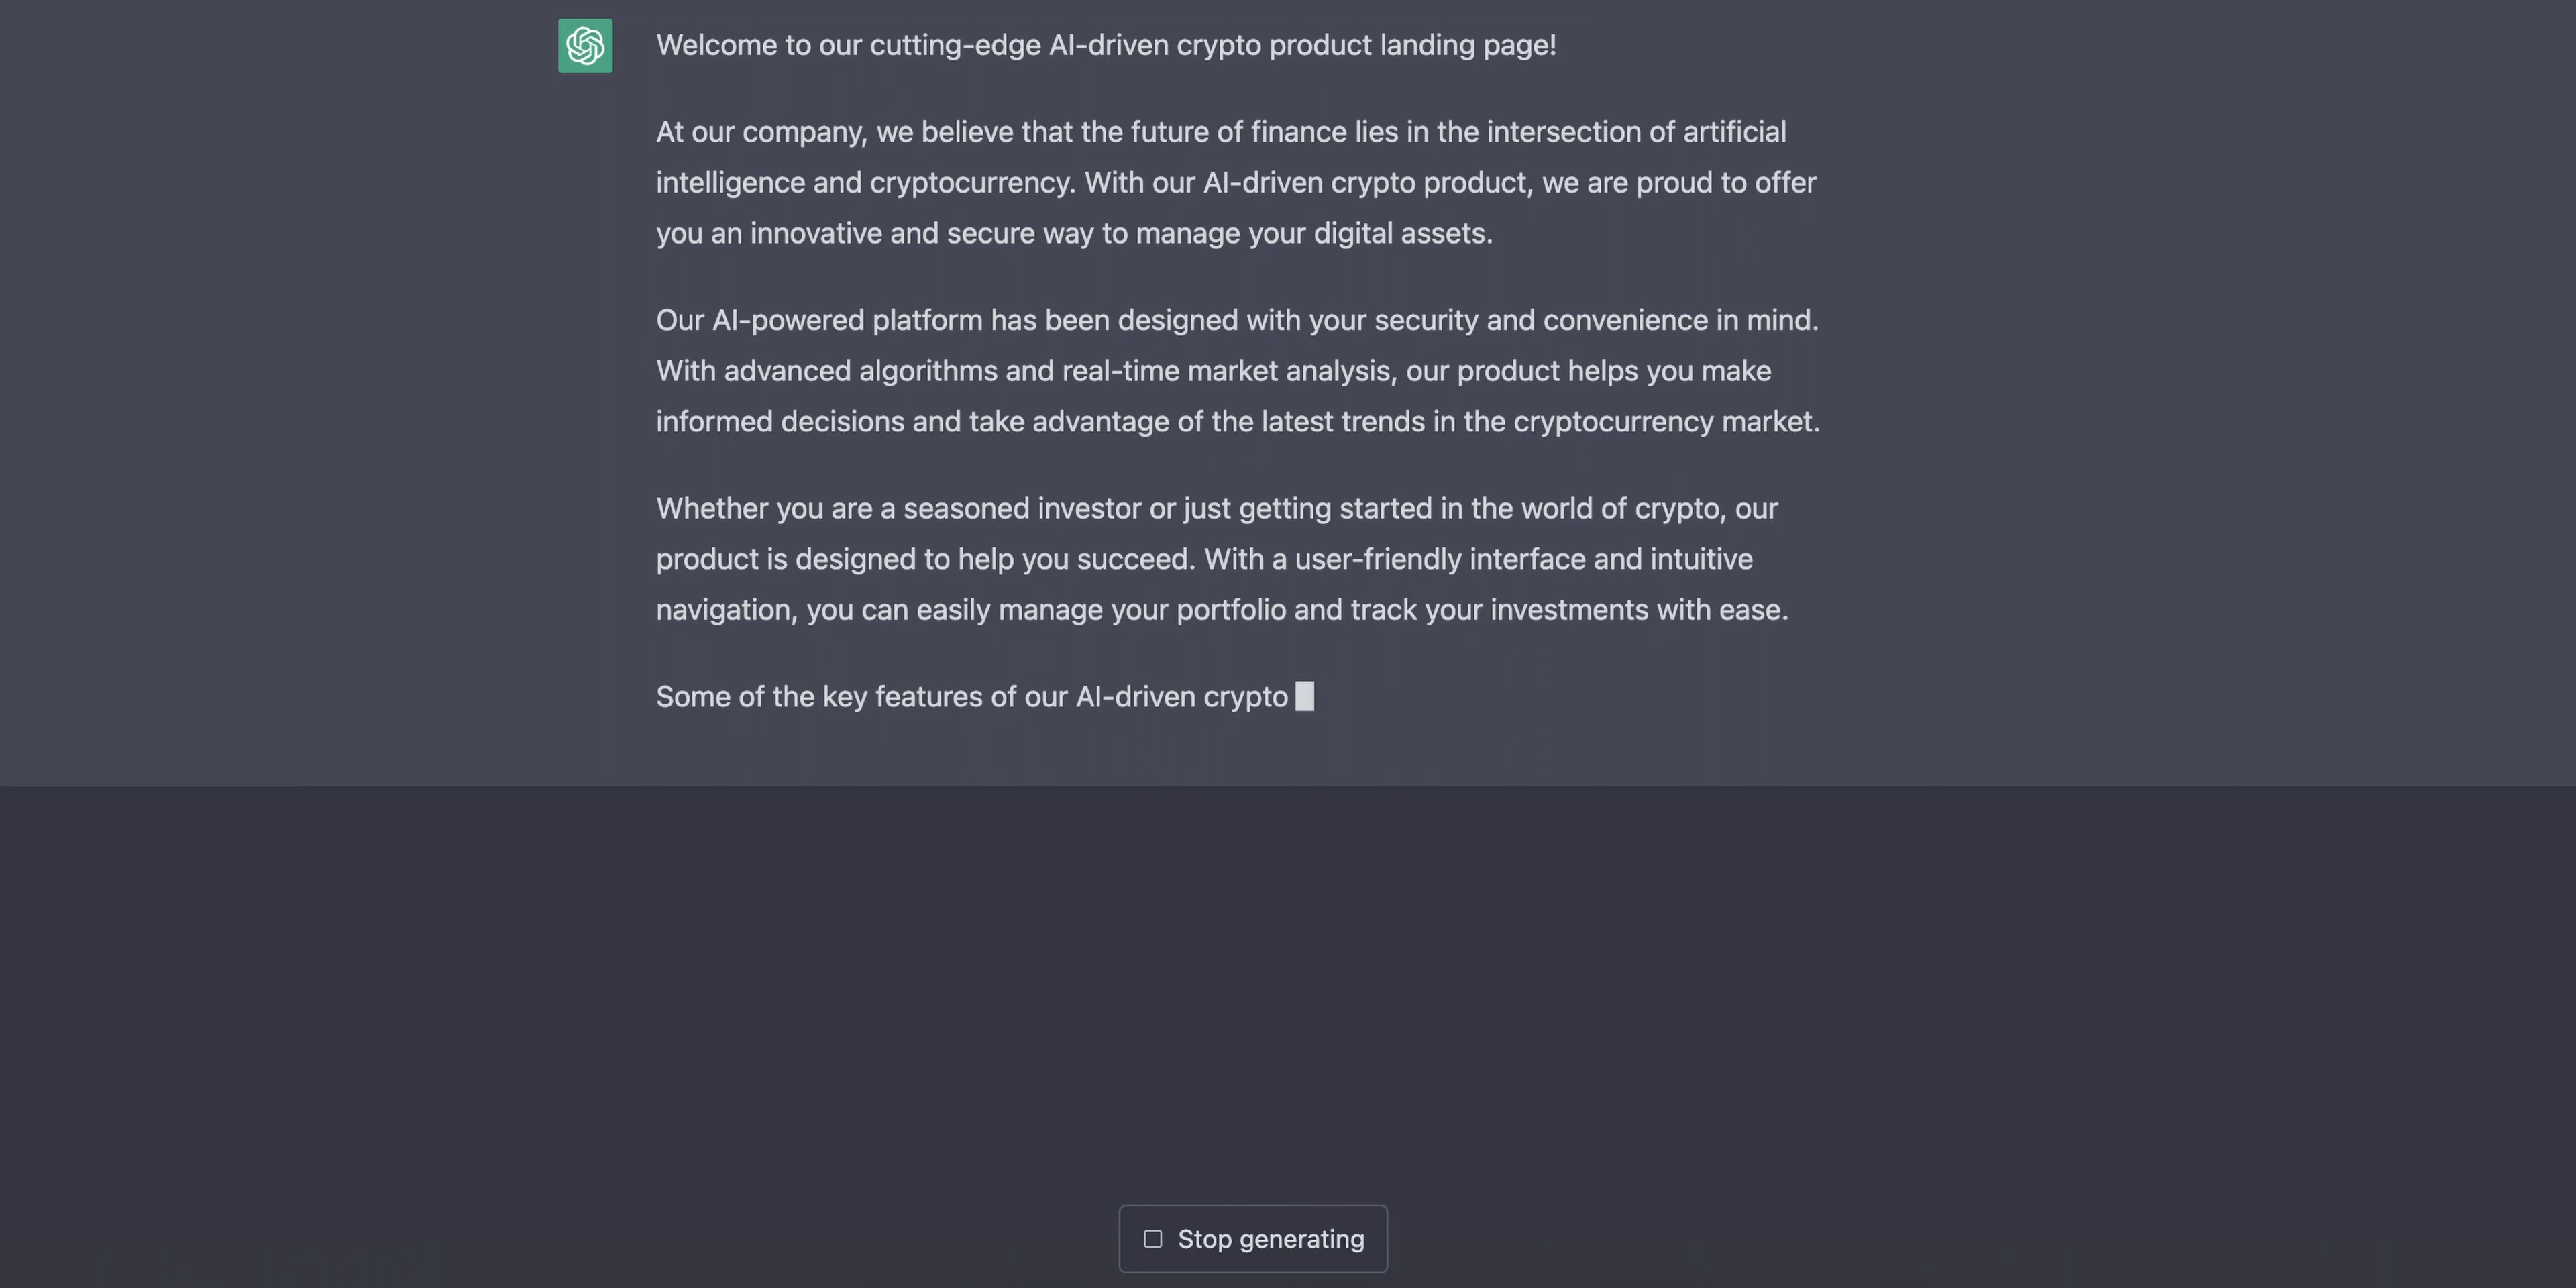 Welcome to our cutting-edge AI-driven crypto product landing page!
At our company, we believe that the future of finance lies in the intersection of artificial
intelligence and cryptocurrency. With our AI-driven crypto product, we are proud to offer
you an innovative and secure way to manage your digital assets.
Our AI-powered platform has been designed with your security and convenience in mind.
With advanced algorithms and real-time market analysis, our product helps you make
informed decisions and take advantage of the latest trends in the cryptocurrency market.
Whether you are a seasoned investor or just getting started in the world of crypto, our
product is designed to help you succeed. With a user-friendly interface and intuitive
navigation, you can easily manage your portfolio and track your investments with ease.
Some of the key features of our AI-driven crypto
Stop generating